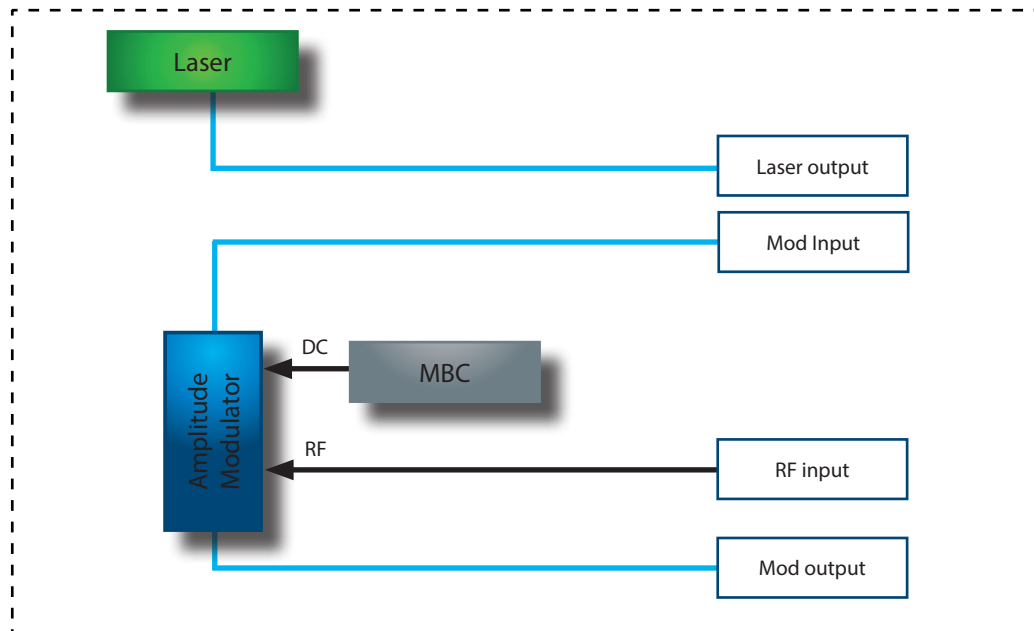 Laser
Laser output
Mod Input
DC
MBC
Amplitude
Modulator
RF
RF input
Mod output